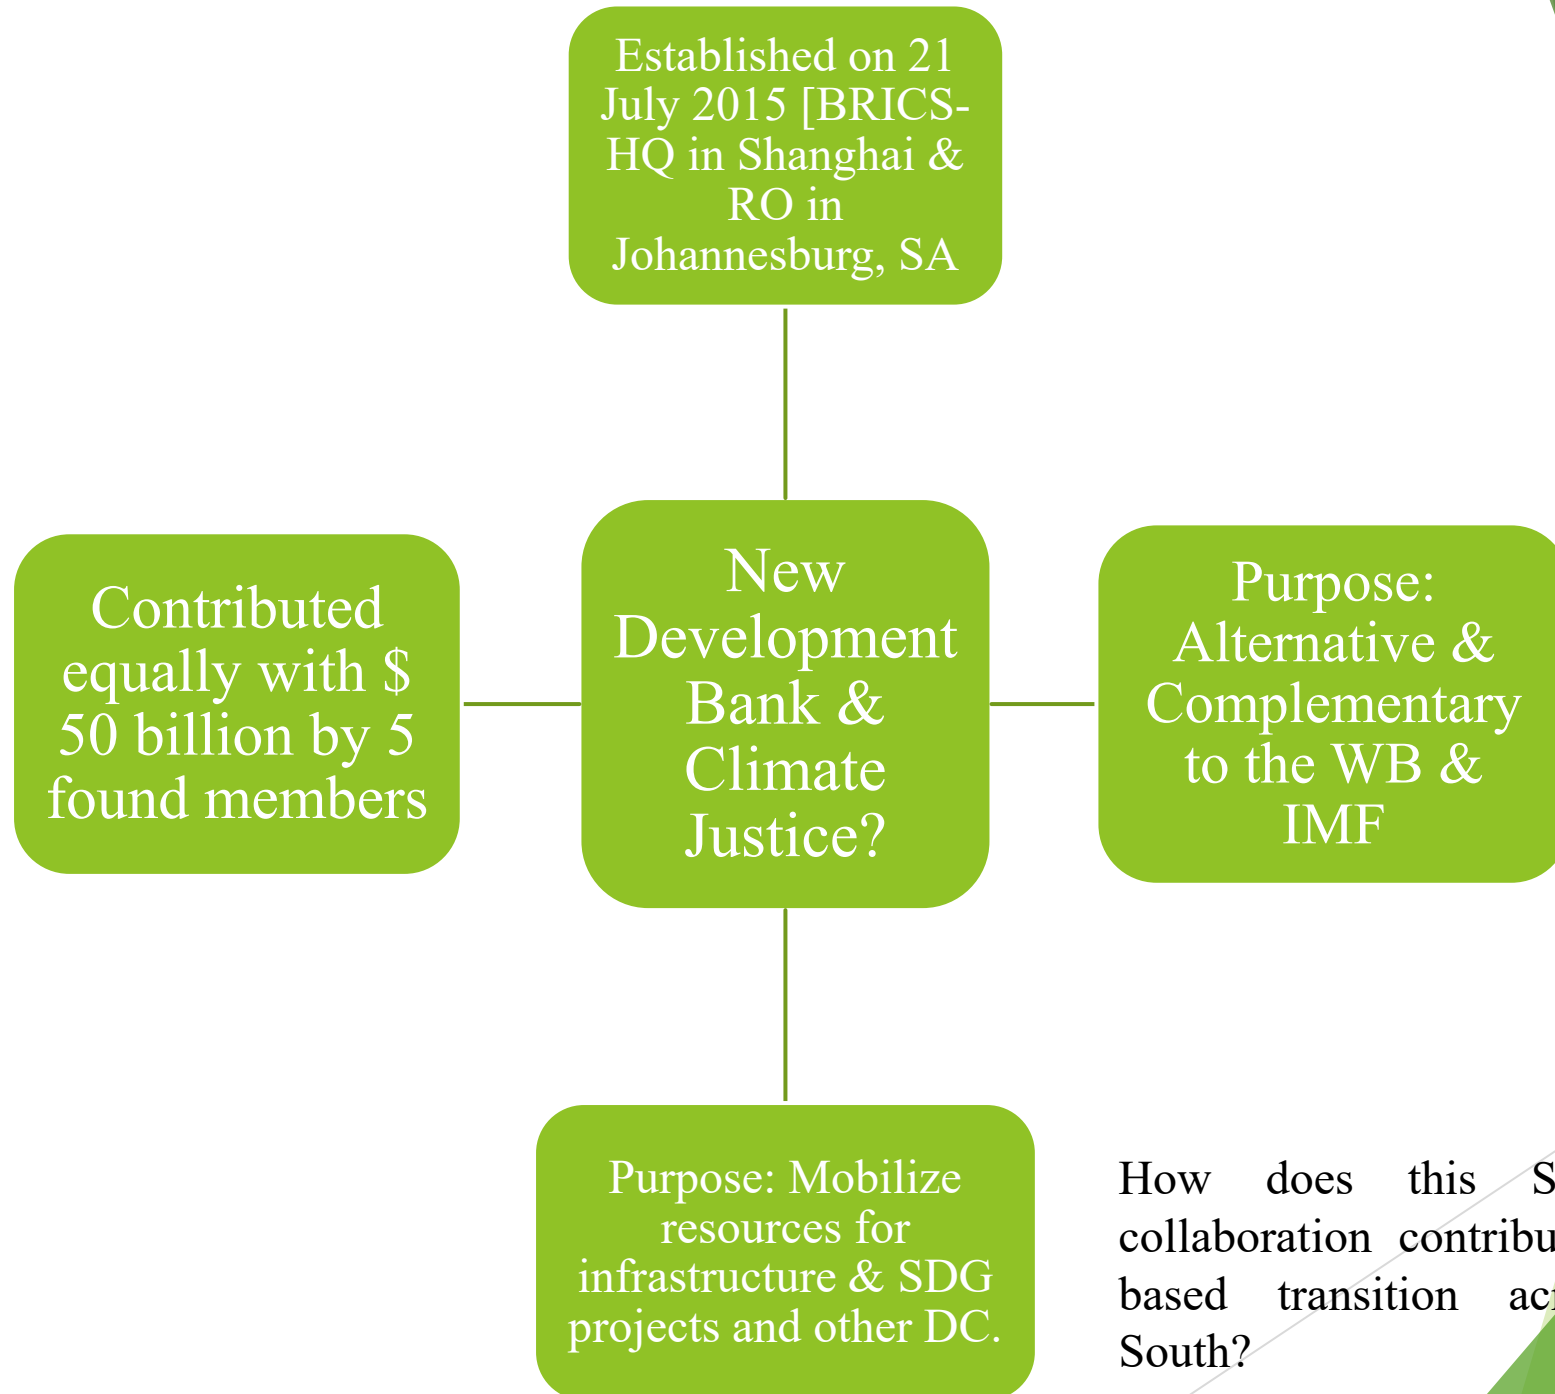 Established on 21
July 2015 [BRICS-
HQ in Shanghai &
RO in
Johannesburg, SA
Contributed
equally with $
50 billion by 5
found members
New
Development
Bank &
Climate
Justice?
Purpose:
Alternative &
Complementary
to the WB &
IMF
Purpose: Mobilize
resources for
infrastructure & SDG
projects and other DC.
How does this
collaboration
based transition
South?